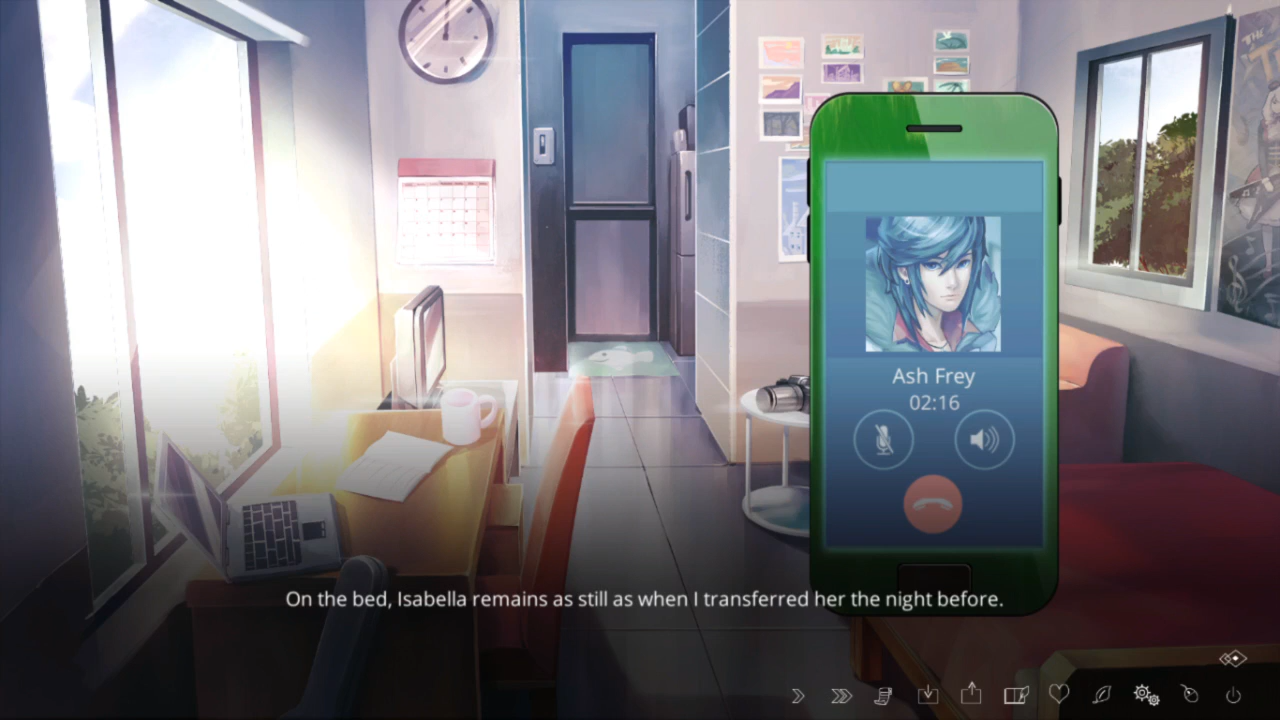 Ash Frey
02:16
On the bed, Isabella remains as still as when I transferred her the night before.